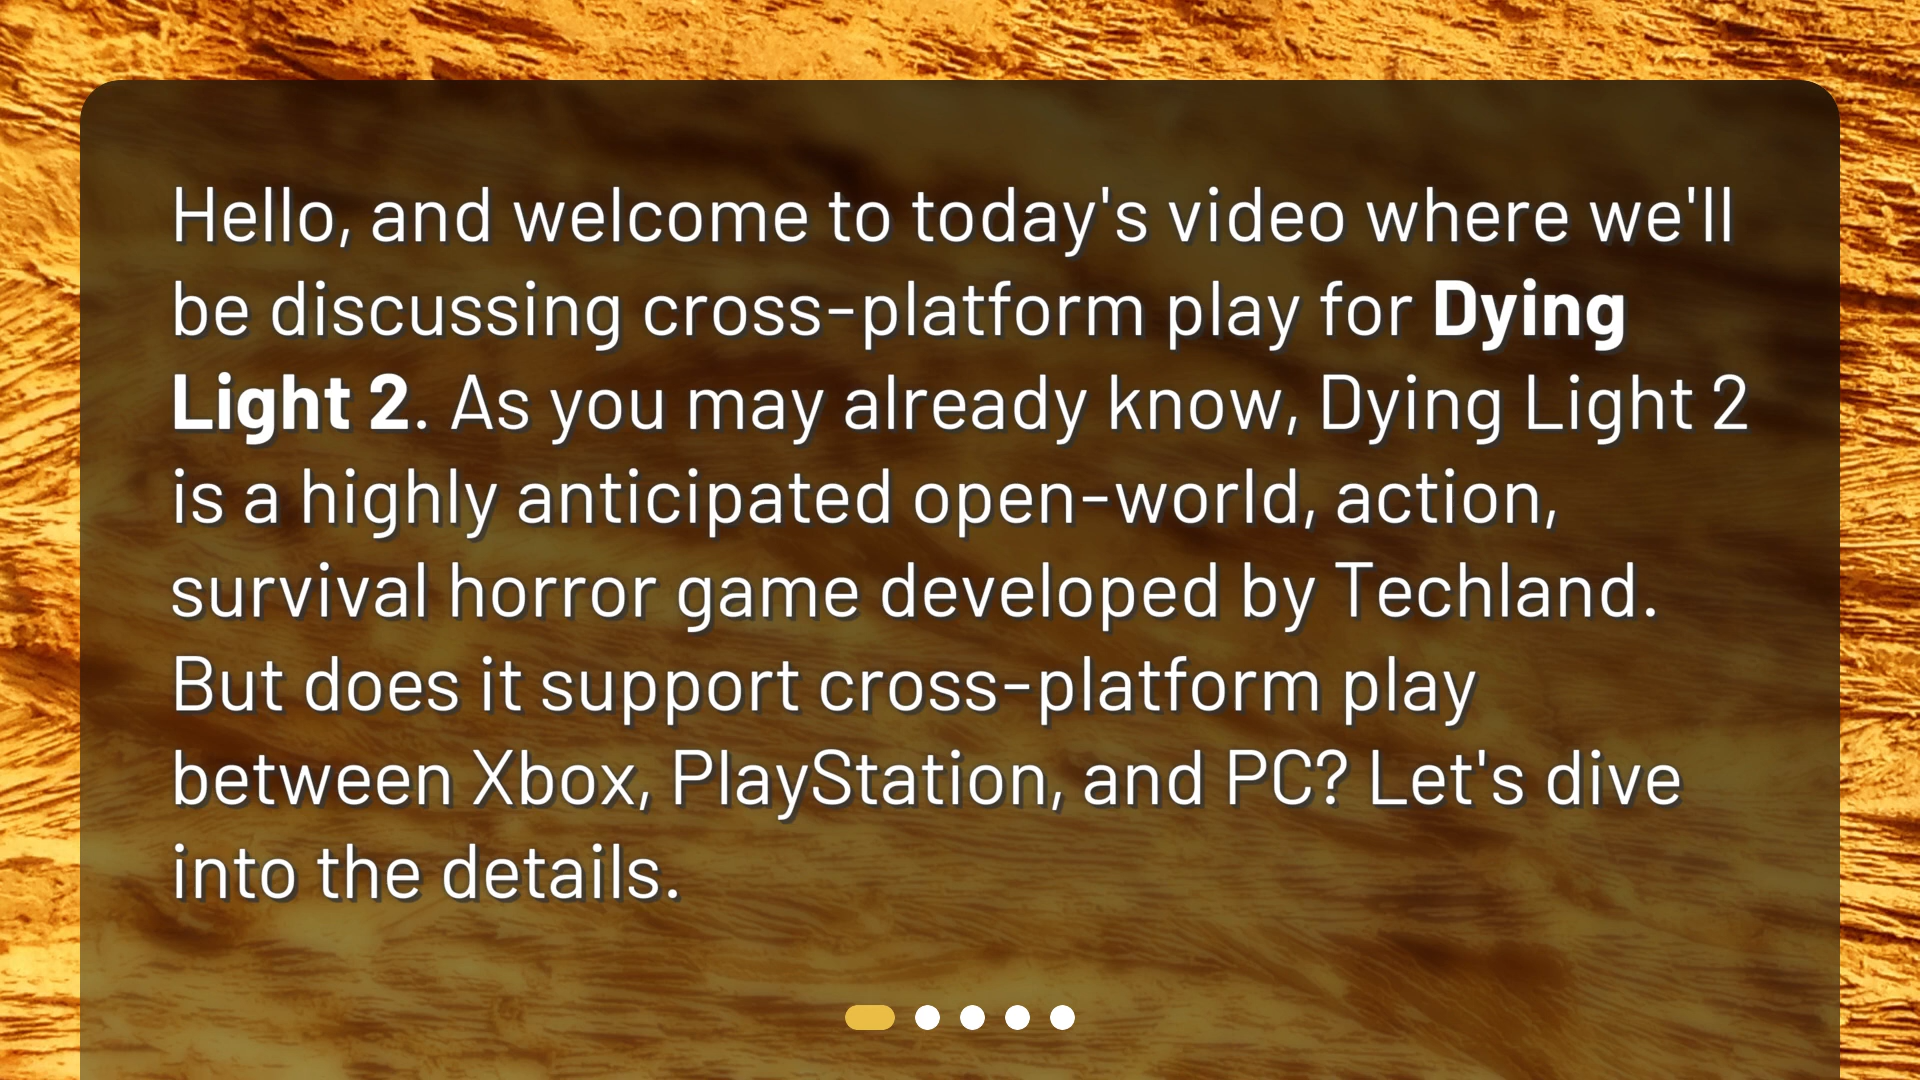 Hello, and welcome to today's video where we'll
be discussing cross-platform play for Dying
Light 2. As you may already know, Dying Light 2
is a highly anticipated open-world, action,
survival horror game developed by Techland.
But does it support cross-platform play
between Xbox, PlayStation, and PC? Let's dive
into the details.